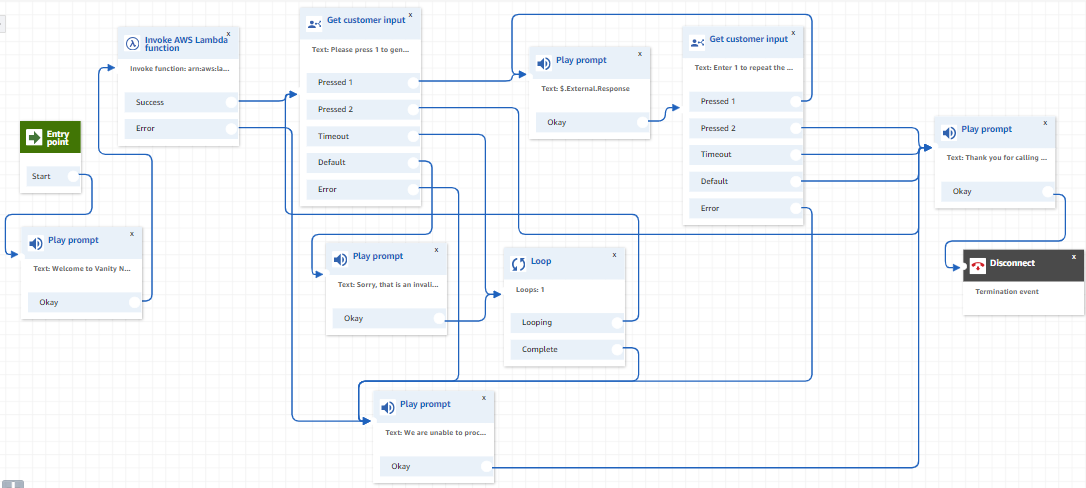 Entry
point
Start
Play prompt
x
Text: Welcome to Vanity N...
Okay
Invoke AWS Lambda
function
x
Invoke function: arn:aws:la...
Success
Error
Get customer input
x
Text: Please press 1 to gen...
Pressed 1
Pressed 2
Timeout
Default
Error
Play prompt
x
Text: Sorry, that is an invali...
Okay
Play prompt
x
Text: We are unable to proc...
Okay
Play prompt
x
Text: $.External.Response
Okay
Loop
x
Loops: 1
Looping
Complete
Get customer input
x
Text: Enter 1 to repeat the ...
Pressed 1
Pressed 2
Timeout
Default
Error
Play prompt
x
Text: Thank you for calling ...
Okay
Disconnect
x
Termination event